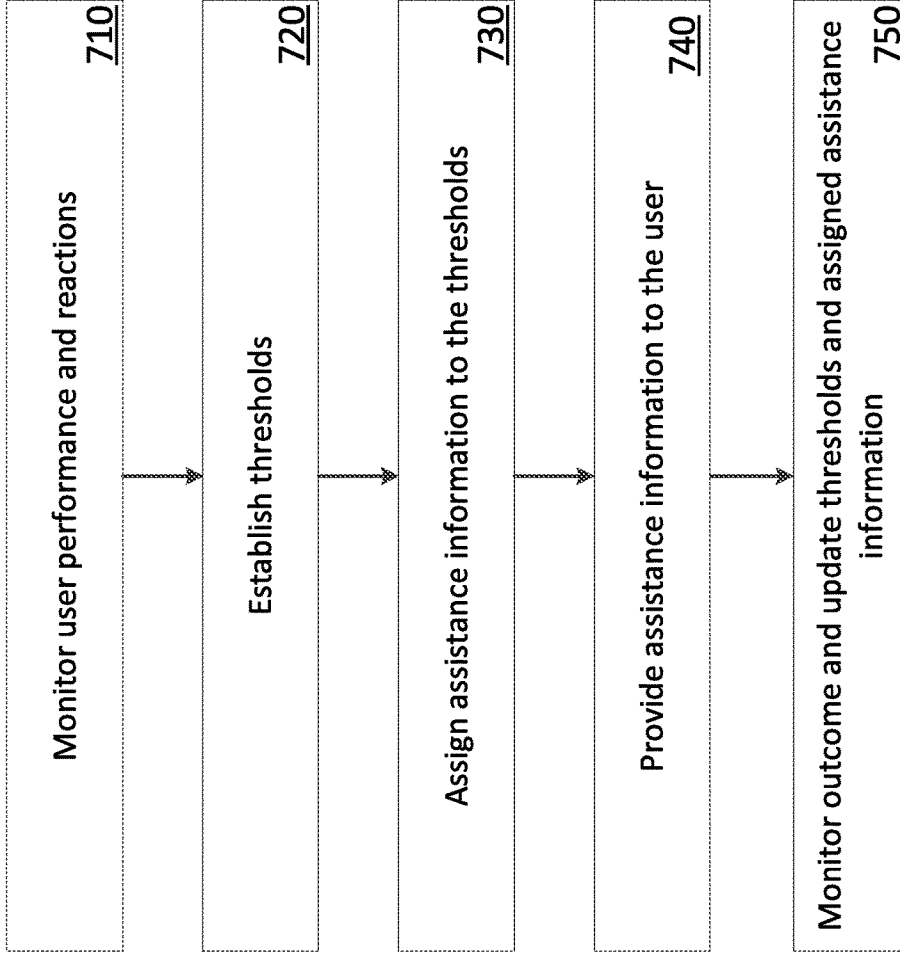 Monitor user performance and reactions
710
Establish thresholds
720
Assign assistance information to the thresholds
730
Provide assistance information to the user
740
Monitor outcome and update thresholds and assigned assistance
information
750